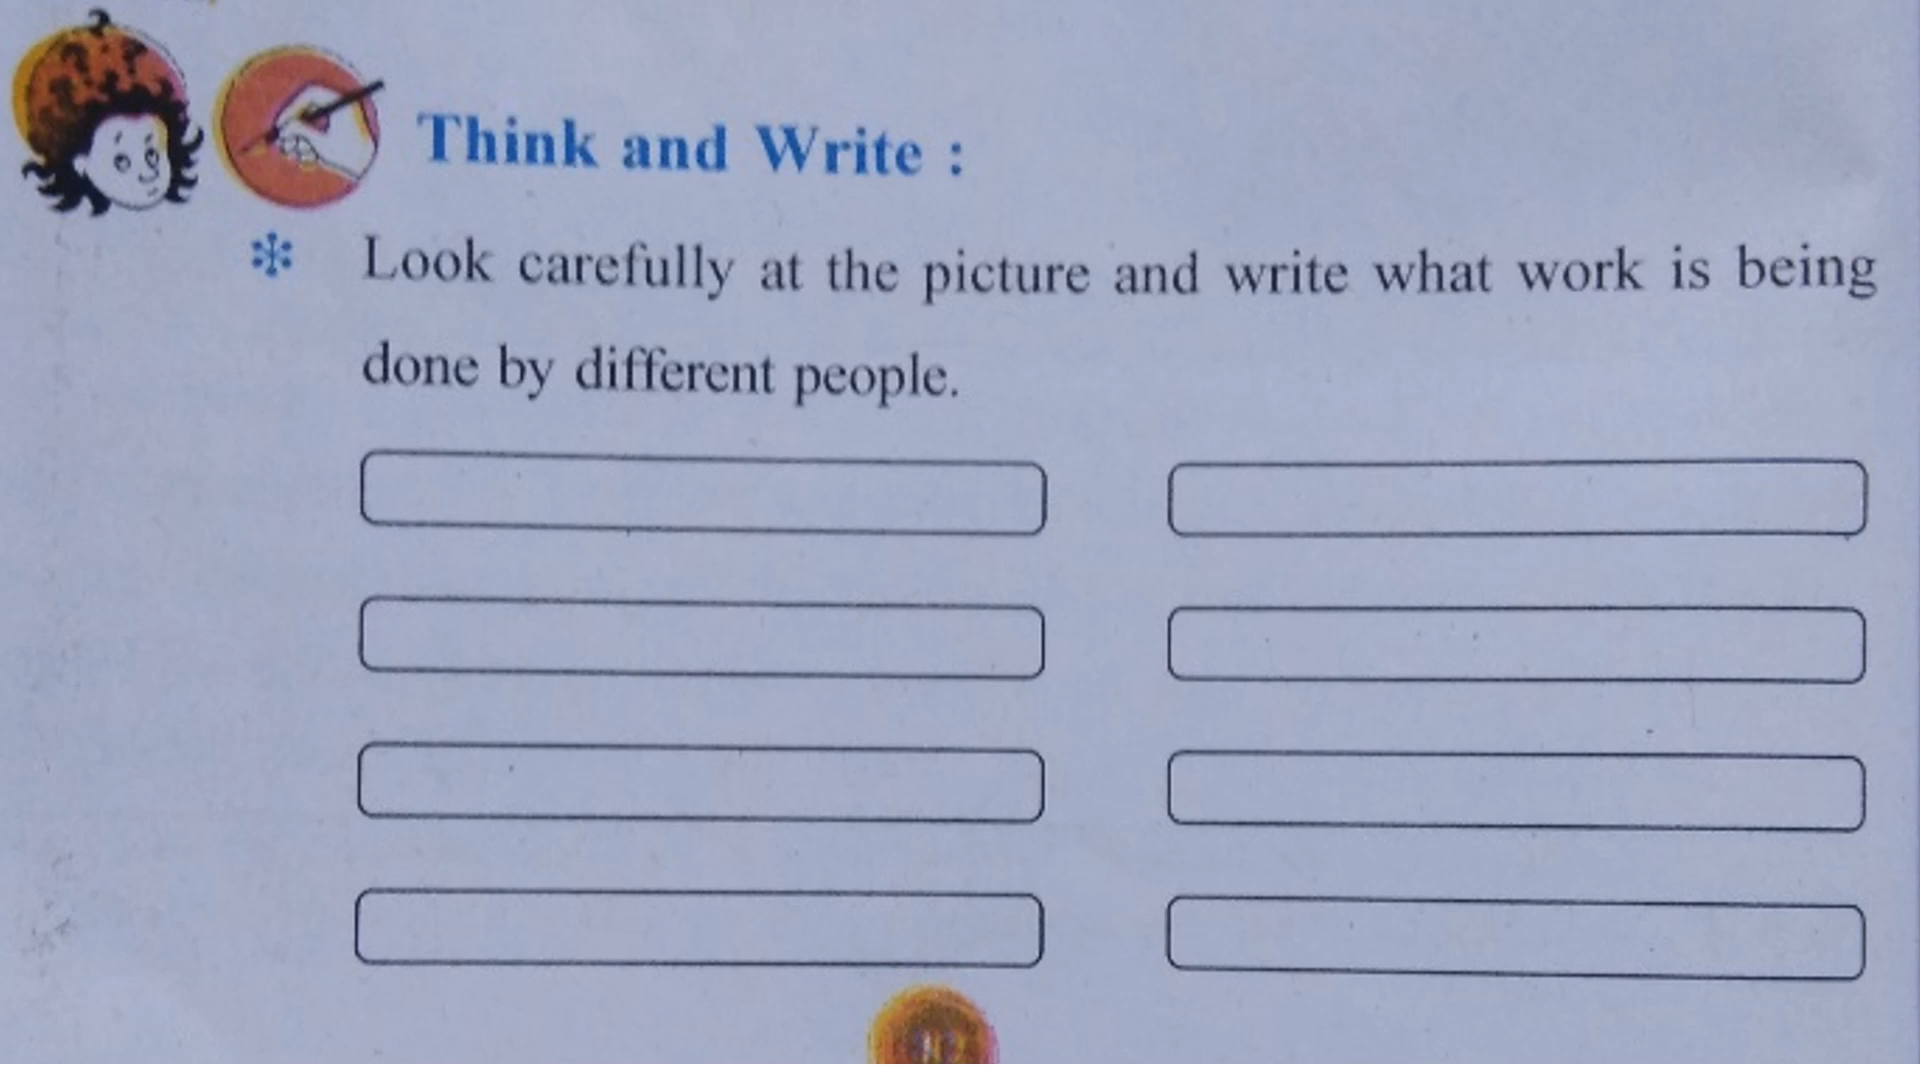 Think and Write :
Look carefully at the picture and write what work is being
done by different people.